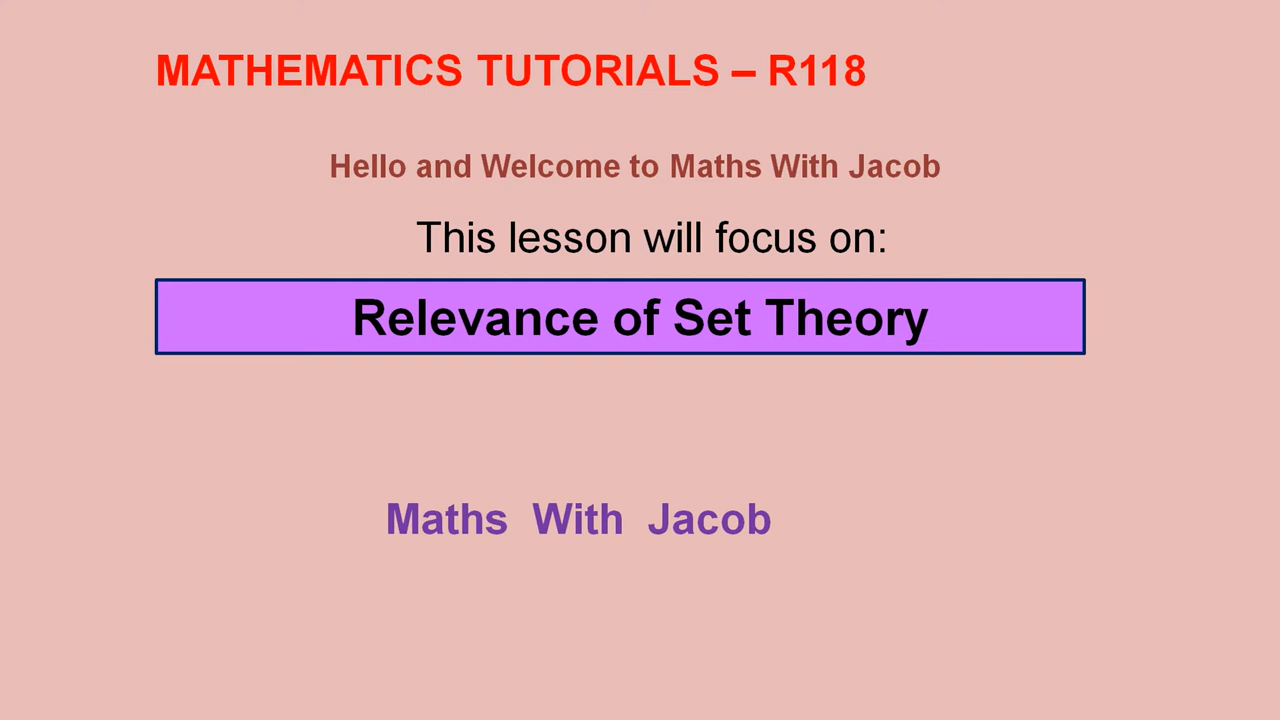 MATHEMATICS TUTORIALS – R118
Hello and Welcome to Maths With Jacob
This lesson will focus on:
Relevance of Set Theory
Maths With Jacob